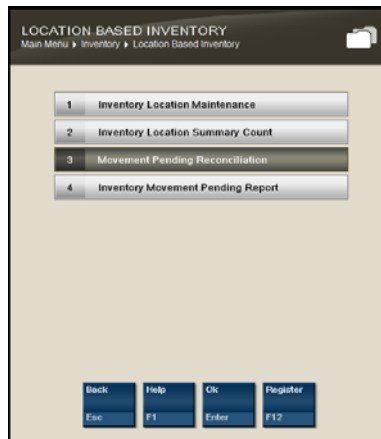 LOCATION BASED INVENTORY
Main Menu ▸ Inventory ▸ Location Based Inventory
1 Inventory Location Maintenance
2 Inventory Location Summary Count
3 Movement Pending Reconciliation
4 Inventory Movement Pending Report
Back Help Ok Register
Esc F1 Enter F12